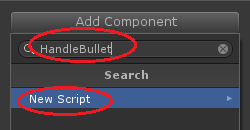 Add Component
HandleBullet
Search
New Script